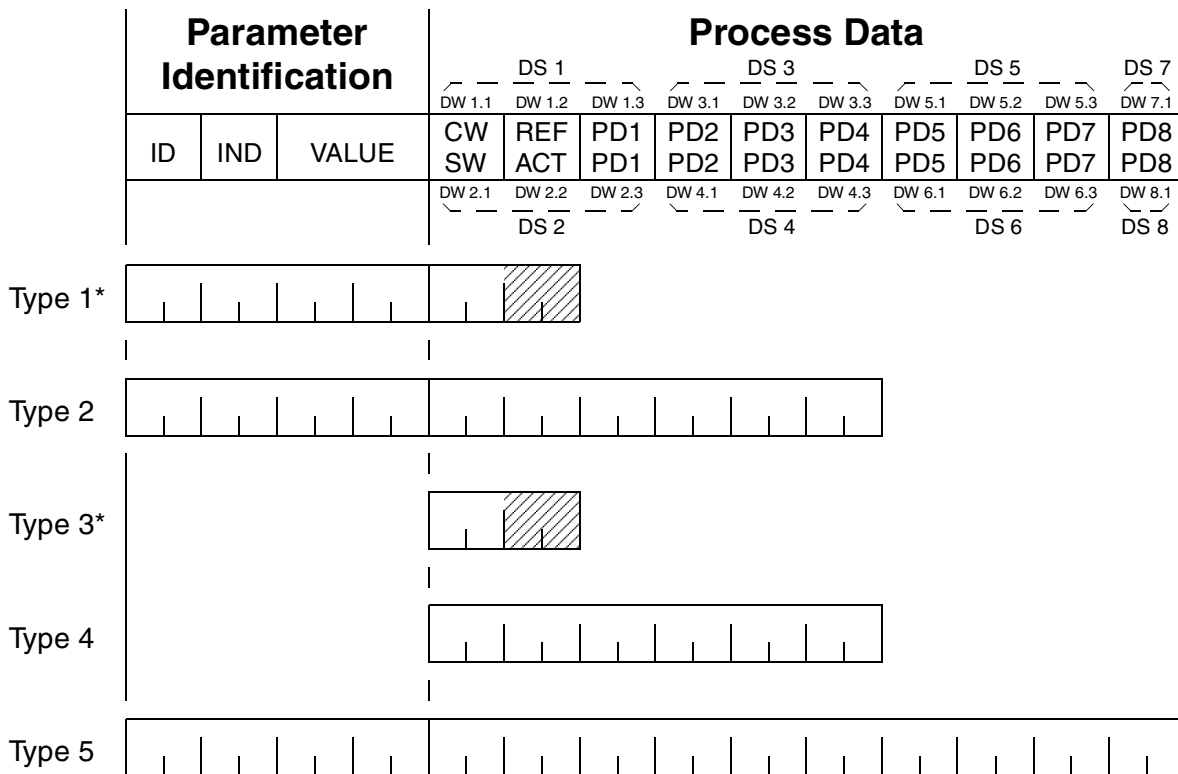 Parameter Identification
Process Data
DS 1 DS 3 DS 5 DS 7
DW 1.1 DW 1.2 DW 1.3 DW 3.1 DW 3.2 DW 3.3 DW 5.1 DW 5.2 DW 5.3 DW 7.1
ID IND VALUE
CW REF PD1 PD2 PD3 PD4 PD5 PD6 PD7 PD8
SW ACT PD1 PD2 PD3 PD4 PD5 PD6 PD7 PD8
DW 2.1 DW 2.2 DW 2.3 DW 4.1 DW 4.2 DW 4.3 DW 6.1 DW 6.2 DW 6.3 DW 8.1
DS 2 DS 4 DS 6 DS 8
Type 1*
Type 2
Type 3*
Type 4
Type 5